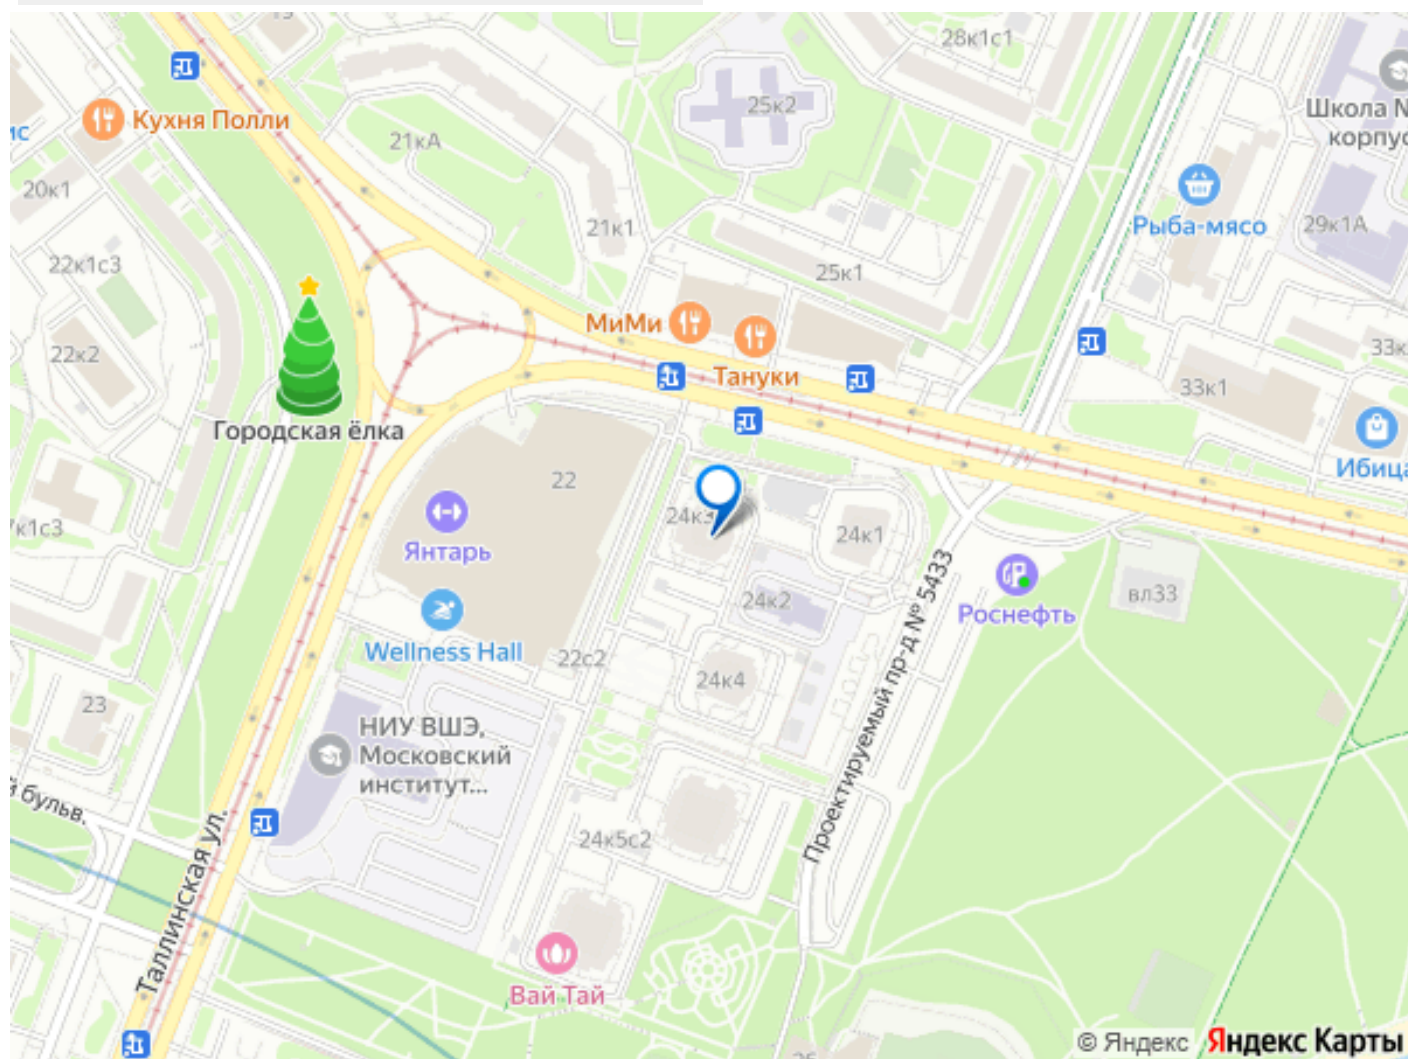 28к1с1
Школа №
корпус
25к2
Кухня Полли
21кА
20к1
Рыба-мясо
29к1А
21к1
22к1с3
25к1
МиМи
22к2
Тануки
33к1
Городская ёлка
Ибица
22
24к3
24к1
Янтарь
Роснефть
вл33
24к2
Wellness Hall
22с2
24к4
23
НИУ ВШЭ,
Московский
институт...
Проектируемый пр-д № 5433
й бульв.
Таллинская ул.
24к5с2
Вай Тай
© Яндекс Яндекс Карты